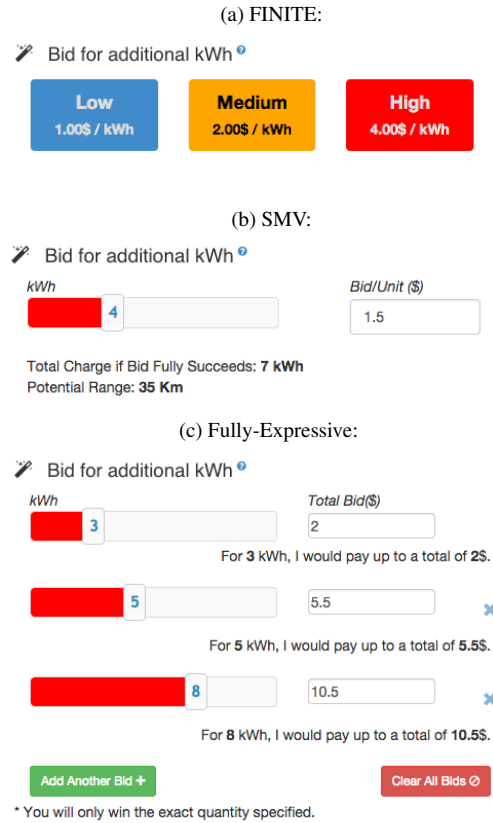 (a) FINITE:
Bid for additional kWh ?
Low Medium High
1.00$ / kWh 2.00$ / kWh 4.00$ / kWh
(b) SMV:
Bid for additional kWh ?
kWh Bid/Unit ($)
4 1.5
Total Charge if Bid Fully Succeeds: 7 kWh
Potential Range: 35 Km
(c) Fully-Expressive:
Bid for additional kWh ?
kWh Total Bid($)
3 2
For 3 kWh, I would pay up to a total of 2$.
5 5.5
For 5 kWh, I would pay up to a total of 5.5$.
8 10.5
For 8 kWh, I would pay up to a total of 10.5$.
Add Another Bid + Clear All Bids
* You will only win the exact quantity specified.